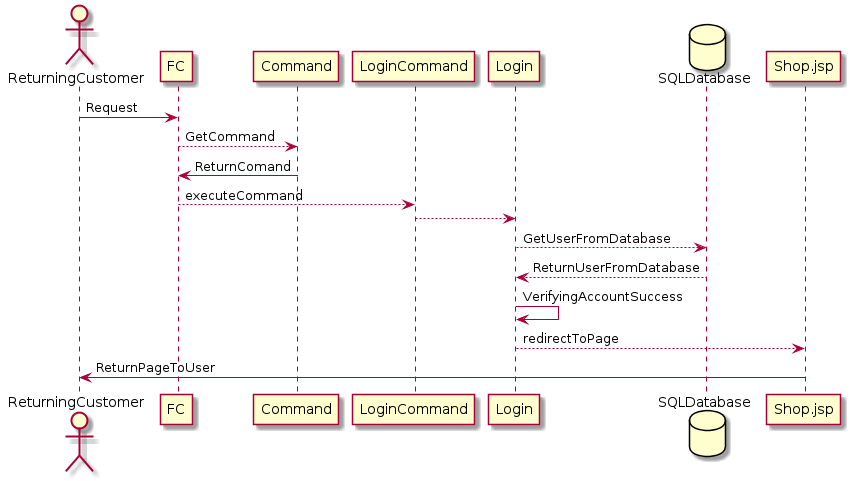 ReturningCustomer
FC
Command
LoginCommand
Login
SQLDatabase
Shop.jsp
Request
GetCommand
ReturnComand
executeCommand
GetUserFromDatabase
ReturnUserFromDatabase
VerifyingAccountSuccess
redirectToPage
ReturnPageToUser
ReturningCustomer
FC
Command
LoginCommand
Login
SQLDatabase
Shop.jsp